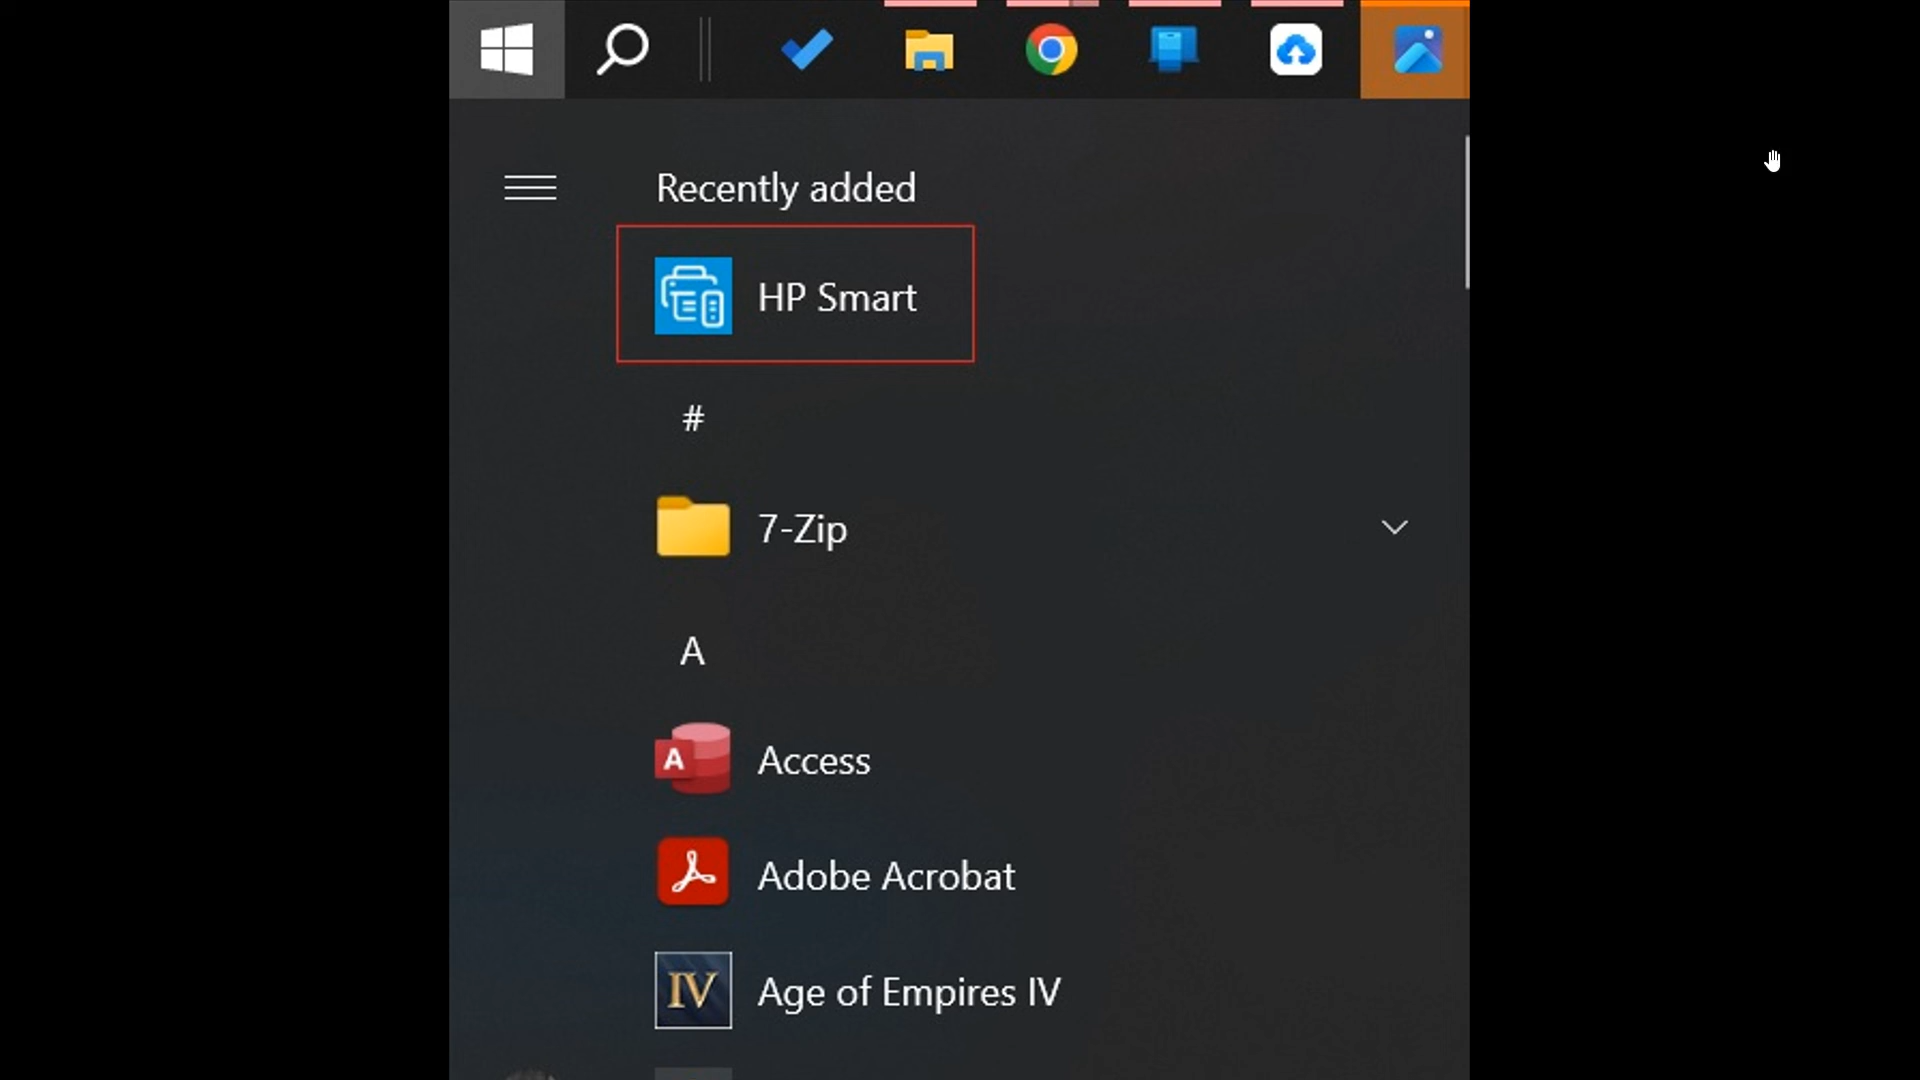 Recently added
HP Smart
#
7-Zip
A
A
Access
Adobe Acrobat
IV
Age of Empires IV